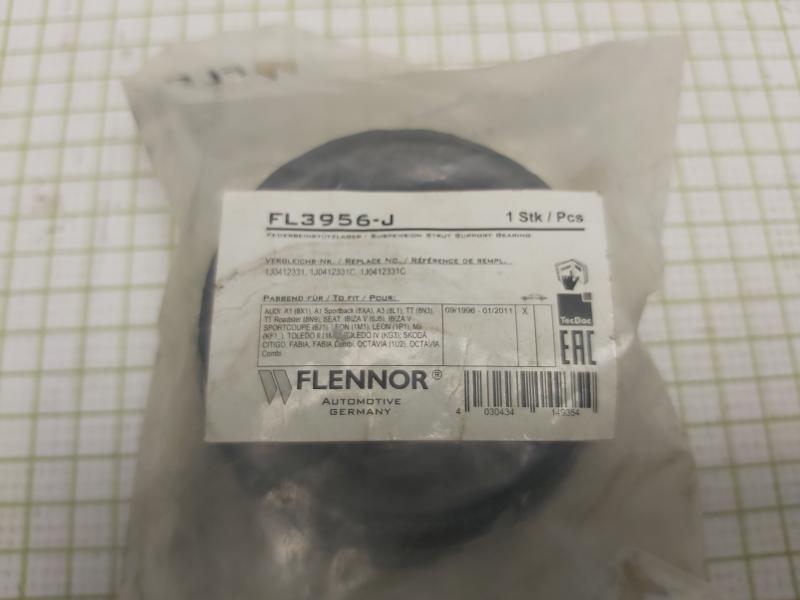 FL3956-J 1 Stk / Pcs
Federbeinstützlager / Suspension Strut Support Bearing
Vergleichs-Nr. / Replace No. / Référence de rempl.
1J0412331, 1J0412331C, 1J6412331C
Passend für / To fit / Pour:
AUDI: A1 (8X1), A1 Sportback (8XA), A3 (8L1), TT (8N3), 09/1996 - 01/2011 X
TT Roadster (8N9), SEAT: IBIZA V (6J5), IBIZA V
SPORTCOUPE (6J1), LEON (1M1), LEON (1P1), Mii
(KF1_), TOLEDO II TOLEDO IV (KG3); SKODA:
CITIGO, FABIA, FABIA Combi, OCTAVIA (1U2), OCTAVIA
Combi
TecDoc
EAC
FLENNOR®
Automotive
Germany
4 030434 149354